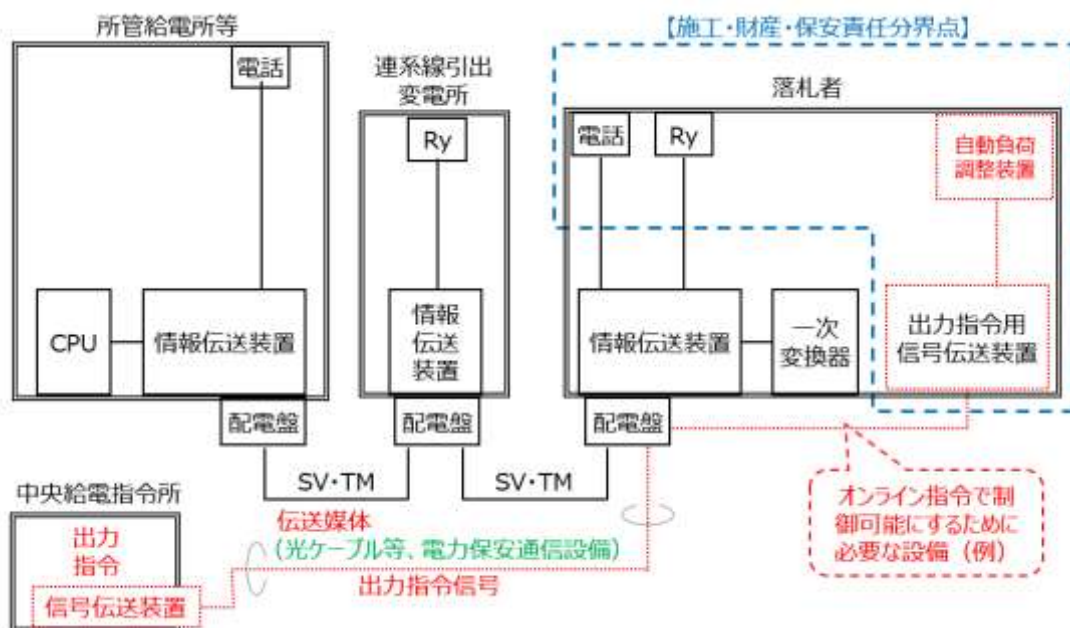 所管給電所等
【施工・財産・保安責任分界点】
連系線引出
変電所
落札者
電話
Ry
電話
Ry
自動負荷
調整装置
CPU
情報伝送装置
情報
伝送
装置
情報伝送装置
一次
変換器
出力指令用
信号伝送装置
配電盤
配電盤
配電盤
SV・TM
SV・TM
中央給電指令所
出力
指令
信号伝送装置
伝送媒体
(光ケーブル等、電力保安通信設備)
出力指令信号
オンライン指令で制
御可能にするために
必要な設備(例)